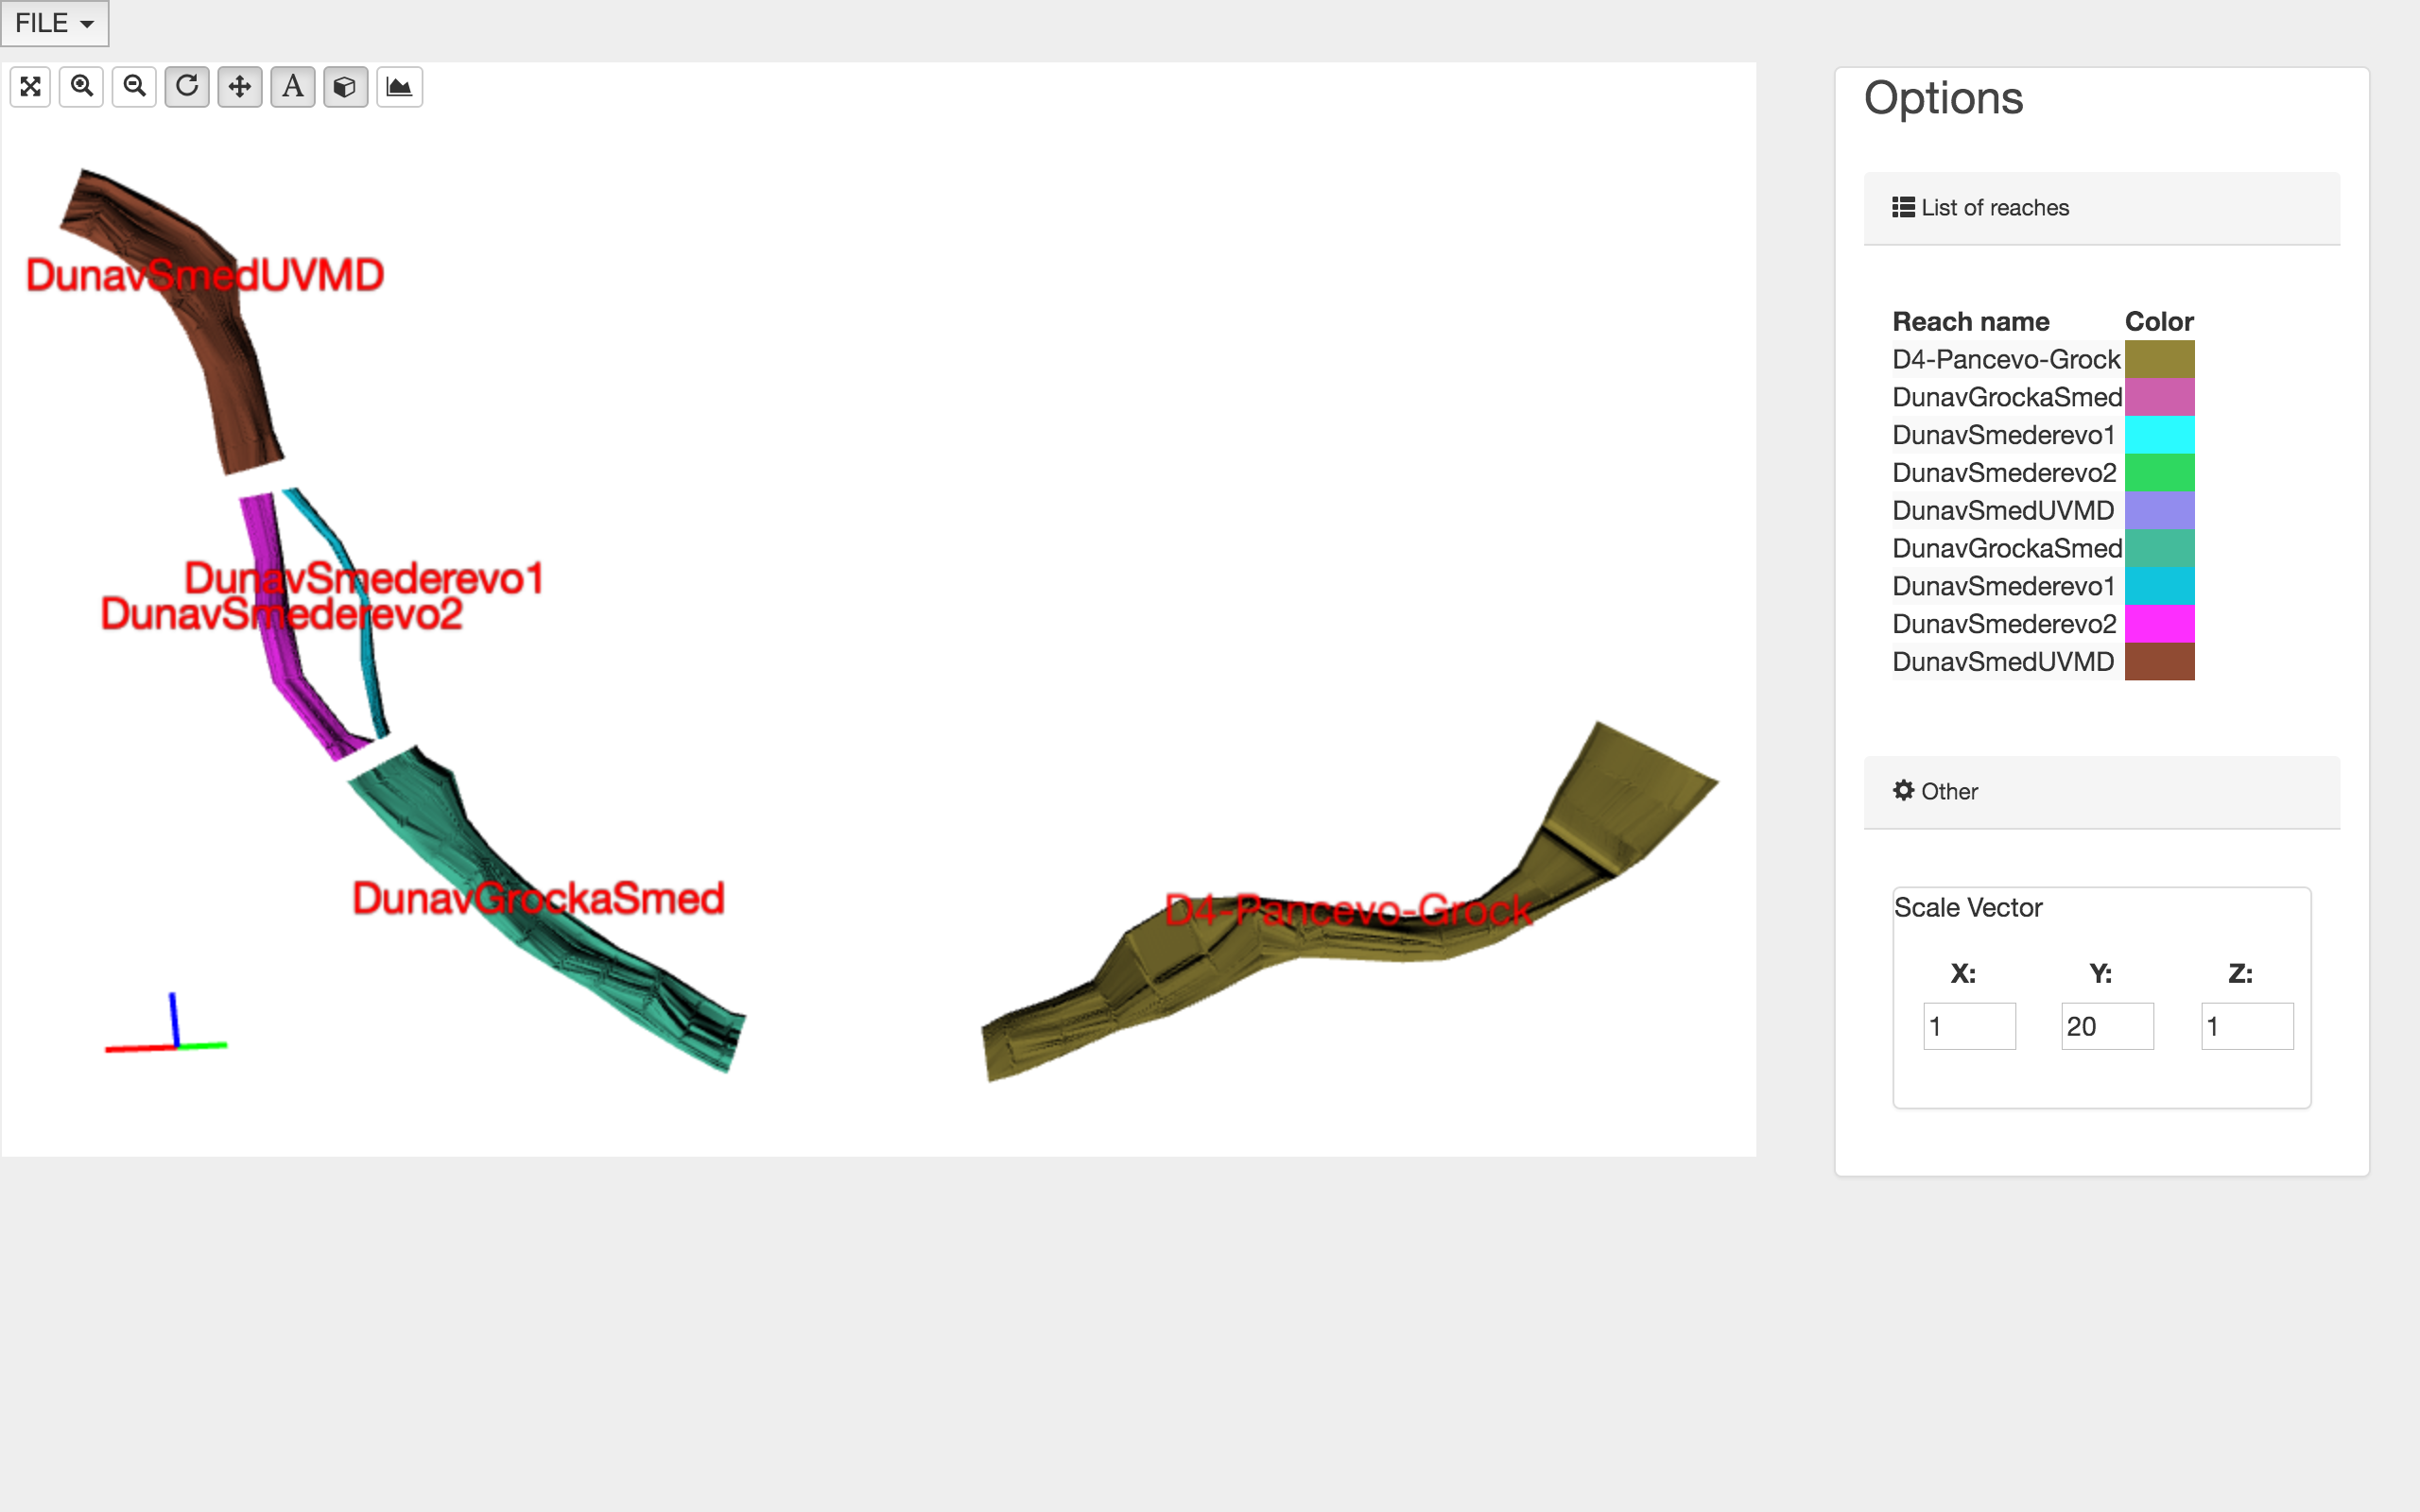 FILE
A
DunavSmedUVMD
DunavSmederevo1
DunavSmederevo2
DunavGrockaSmed
D4-Pancevo-Grock
Options
List of reaches
Reach name Color
D4-Pancevo-Grock
DunavGrockaSmed
DunavSmederevo1
DunavSmederevo2
DunavSmedUVMD
DunavGrockaSmed
DunavSmederevo1
DunavSmederevo2
DunavSmedUVMD
Other
Scale Vector
X: Y: Z:
1 20 1